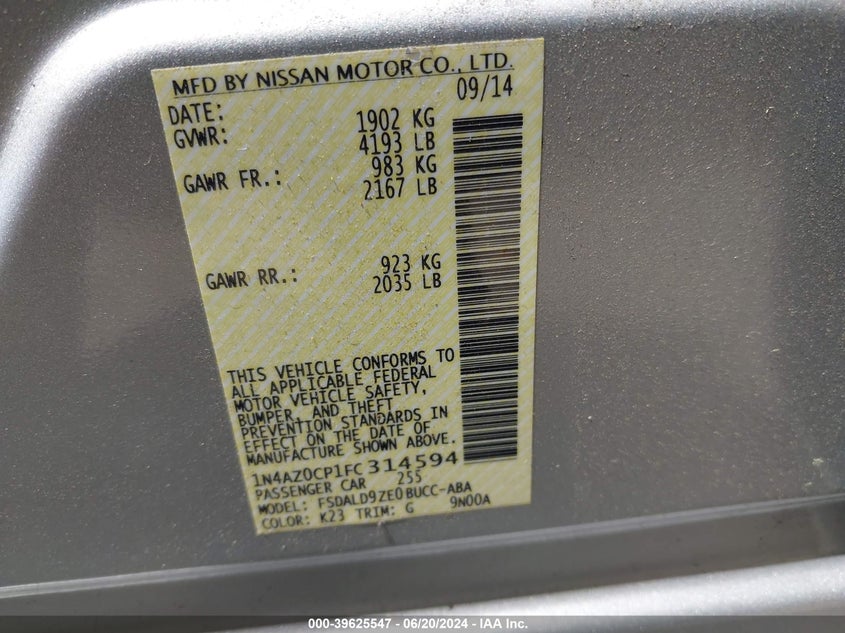 MFD BY NISSAN MOTOR CO., LTD.
DATE: 09/14
GVWR: 1902 KG
4193 LB
GAWR FR.: 983 KG
2167 LB
GAWR RR.: 923 KG
2035 LB
THIS VEHICLE CONFORMS TO
ALL APPLICABLE FEDERAL
MOTOR VEHICLE SAFETY,
BUMPER, AND THEFT
PREVENTION STANDARDS IN
EFFECT ON THE DATE OF
MANUFACTURE SHOWN ABOVE.
1N4AZ0CP1FC314594
PASSENGER CAR 255
MODEL: FSDALD9ZE0BUCC-ABA
COLOR: K23 TRIM: G 9N00A
000-39625547 - 06/20/2024 - IAA Inc.